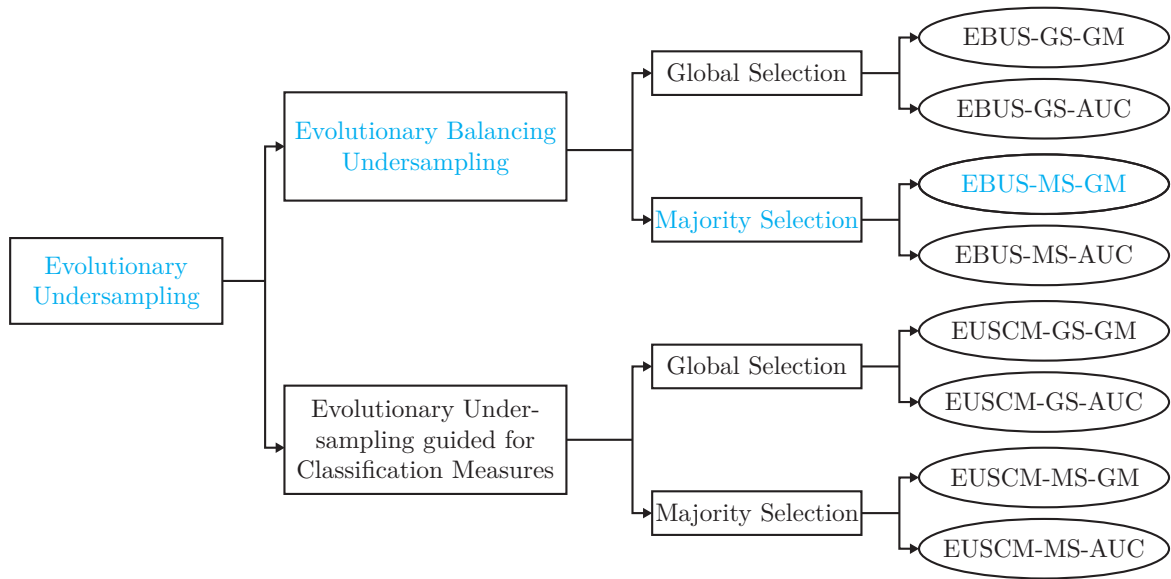 Evolutionary
Undersampling
Evolutionary Balancing
Undersampling
Evolutionary Under-
sampling guided for
Classification Measures
Global Selection
Majority Selection
Global Selection
Majority Selection
EBUS-GS-GM
EBUS-GS-AUC
EBUS-MS-GM
EBUS-MS-AUC
EUSCM-GS-GM
EUSCM-GS-AUC
EUSCM-MS-GM
EUSCM-MS-AUC